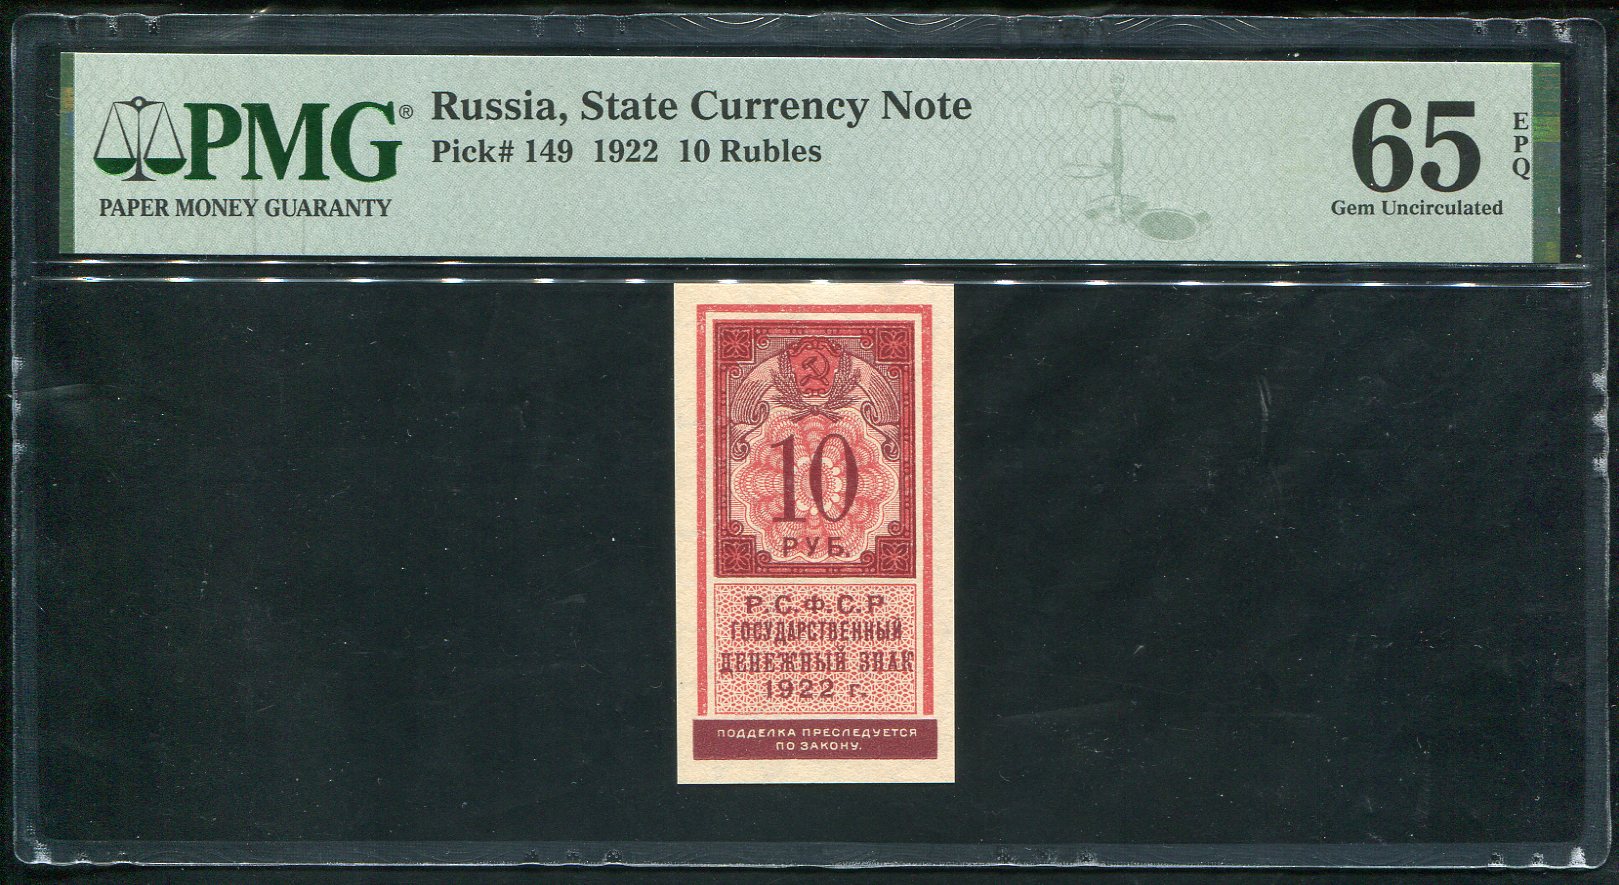 PMG®
PAPER MONEY GUARANTY
Russia, State Currency Note
Pick# 149 1922 10 Rubles
65
EPQ
Gem Uncirculated
10
РУБ.
Р.С.Ф.С.Р
ГОСУДАРСТВЕННЫЙ
ДЕНЕЖНЫЙ ЗНАК
1922 г.
ПОДДЕЛКА ПРЕСЛЕДУЕТСЯ
ПО ЗАКОНУ.